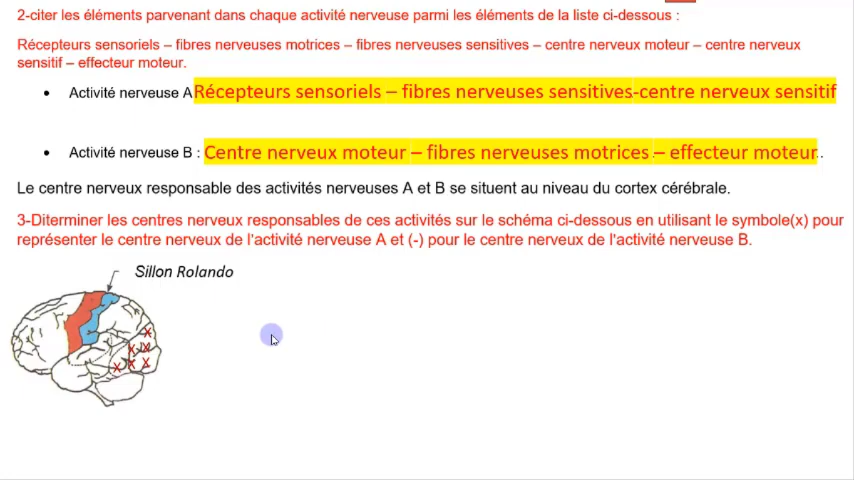 2-citer les éléments parvenant dans chaque activité nerveuse parmi les éléments de la liste ci-dessous :
Récepteurs sensoriels – fibres nerveuses motrices – fibres nerveuses sensitives – centre nerveux moteur – centre nerveux
sensitif – effecteur moteur.
• Activité nerveuse A Récepteurs sensoriels – fibres nerveuses sensitives-centre nerveux sensitif
• Activité nerveuse B : Centre nerveux moteur – fibres nerveuses motrices – effecteur moteur..
Le centre nerveux responsable des activités nerveuses A et B se situent au niveau du cortex cérébrale.
3-Diterminer les centres nerveux responsables de ces activités sur le schéma ci-dessous en utilisant le symbole(x) pour
représenter le centre nerveux de l'activité nerveuse A et (-) pour le centre nerveux de l'activité nerveuse B.
Sillon Rolando
x
x x
x x x